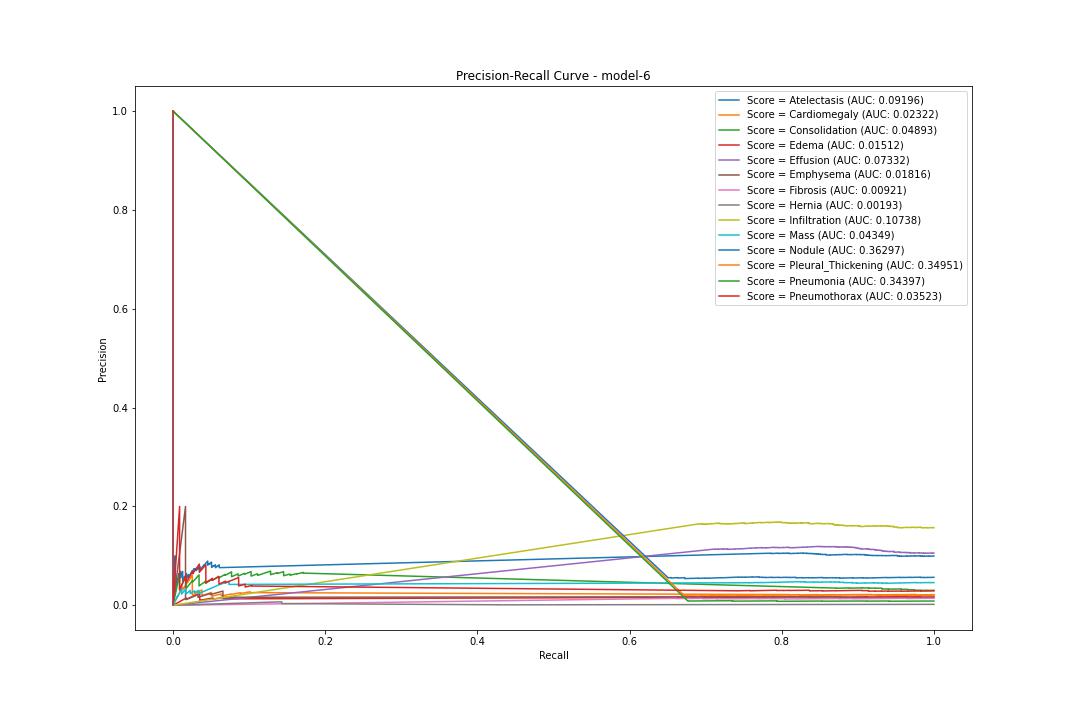 Precision-Recall Curve - model-6
Score = Atelectasis (AUC: 0.09196)
Score = Cardiomegaly (AUC: 0.02322)
Score = Consolidation (AUC: 0.04893)
Score = Edema (AUC: 0.01512)
Score = Effusion (AUC: 0.07332)
Score = Emphysema (AUC: 0.01816)
Score = Fibrosis (AUC: 0.00921)
Score = Hernia (AUC: 0.00193)
Score = Infiltration (AUC: 0.10738)
Score = Mass (AUC: 0.04349)
Score = Nodule (AUC: 0.36297)
Score = Pleural_Thickening (AUC: 0.34951)
Score = Pneumonia (AUC: 0.34397)
Score = Pneumothorax (AUC: 0.03523)
1.0
0.8
0.6
0.4
0.2
0.0
Precision
0.0 0.2 0.4 0.6 0.8 1.0
Recall